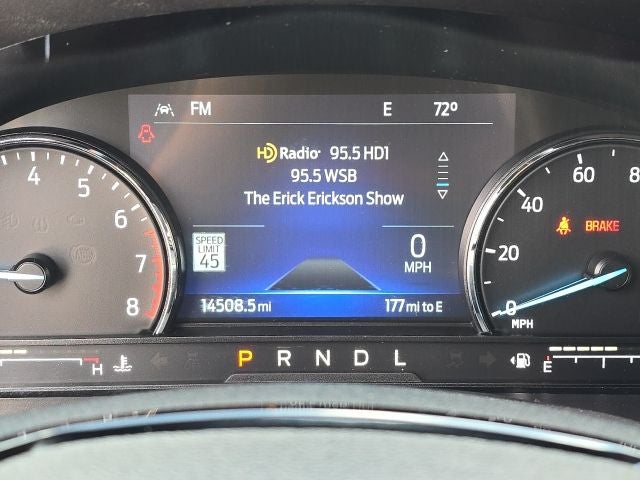 FM E 72°
HD Radio 95.5 HD1
95.5 WSB
The Erick Erickson Show
SPEED
LIMIT
45
0
MPH
14508.5 mi 177 mi to E
4 5 6 7 8
0 20 40 60 8
MPH
BRAKE
H P R N D L E